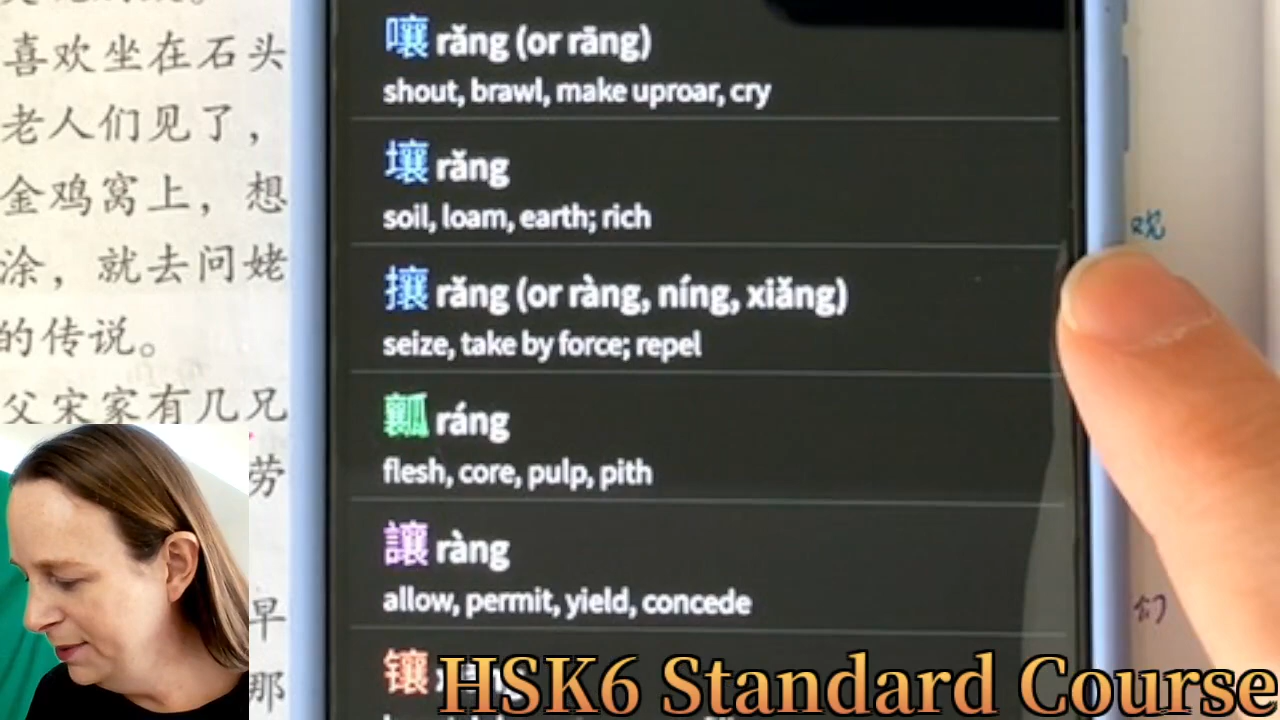 喜欢坐在石头
老人们见了，
金鸡窝上，想
涂，就去问姥
的传说。
父宋家有几兄
劳
早
那
嚷 rǎng (or rāng)
shout, brawl, make uproar, cry
壤 rǎng
soil, loam, earth; rich
攘 rǎng (or ràng, níng, xiǎng)
seize, take by force; repel
瓤 ráng
flesh, core, pulp, pith
讓 ràng
allow, permit, yield, concede
镶
HSK6 Standard Course